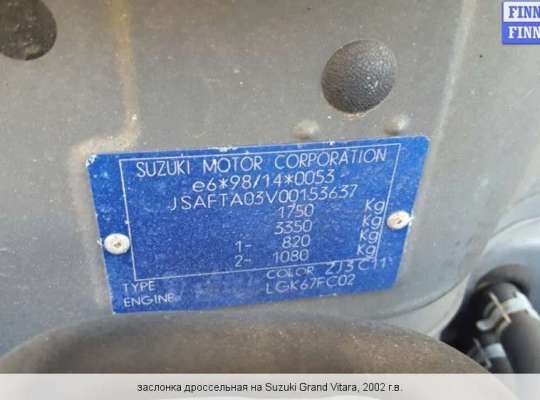 FINN
FINN
SUZUKI MOTOR CORPORATION
e6*98/14*0053
JSAFTA03V00153637
1750 Kg
3350 Kg
1- 820 Kg
2- 1080 Kg
COLOR ZJ3 C11
TYPE LGK67FC02
ENGINE
заслонка дроссельная на Suzuki Grand Vitara, 2002 г.в.